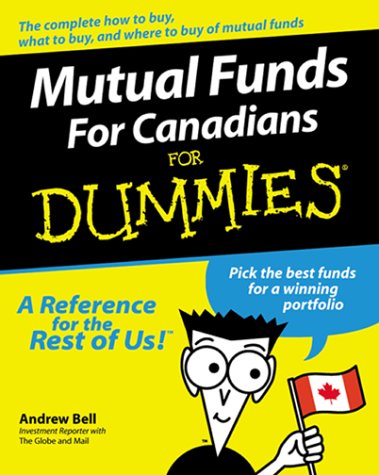 The complete how to buy,
what to buy, and where to buy of mutual funds
Mutual Funds
For Canadians
FOR
DUMMIES®
Pick the best funds
for a winning
portfolio
A Reference
for the
Rest of Us!™
Andrew Bell
Investment Reporter with
The Globe and Mail
™